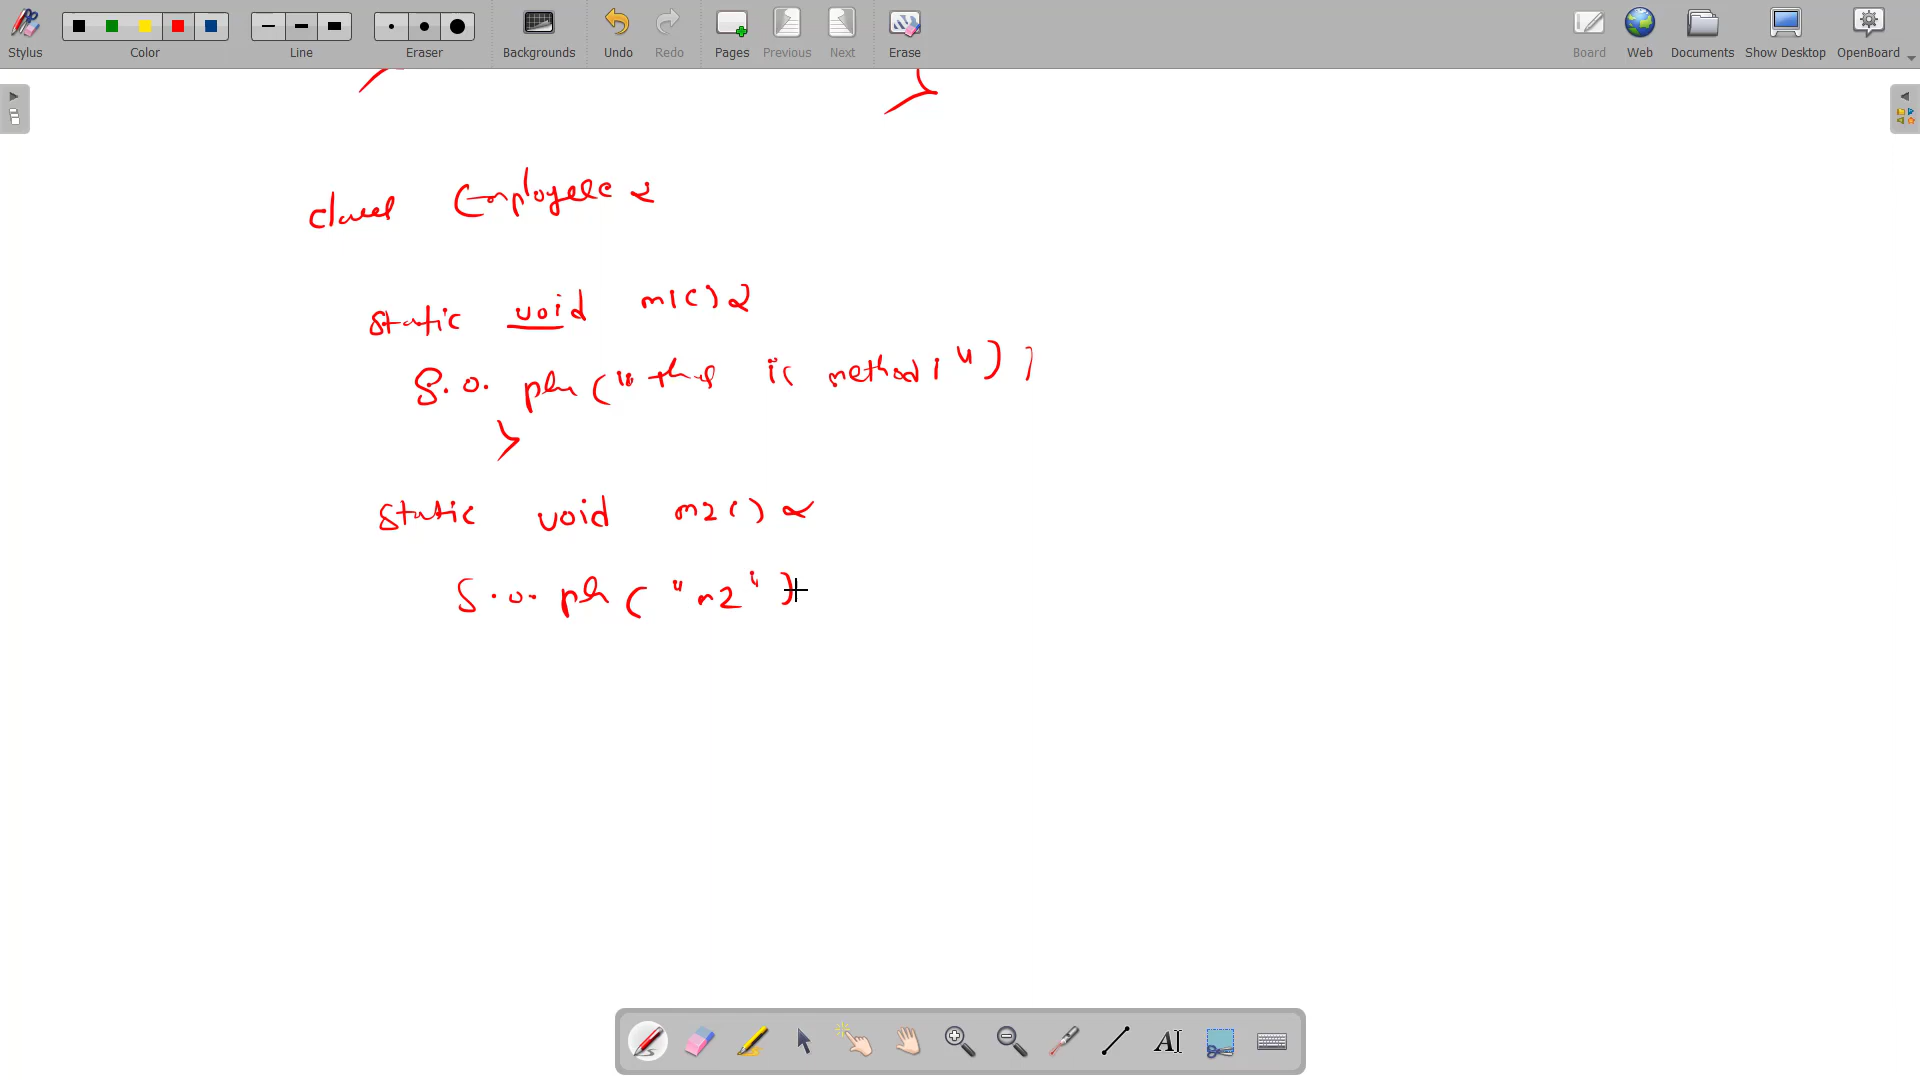 Stylus Color Line Eraser Backgrounds Undo Redo Pages Previous Next Erase Board Web Documents Show Desktop OpenBoard
class Employee {
static void m1() {
S.o.pln("this is method1");
}
static void m2() {
S.o.pln("m2")